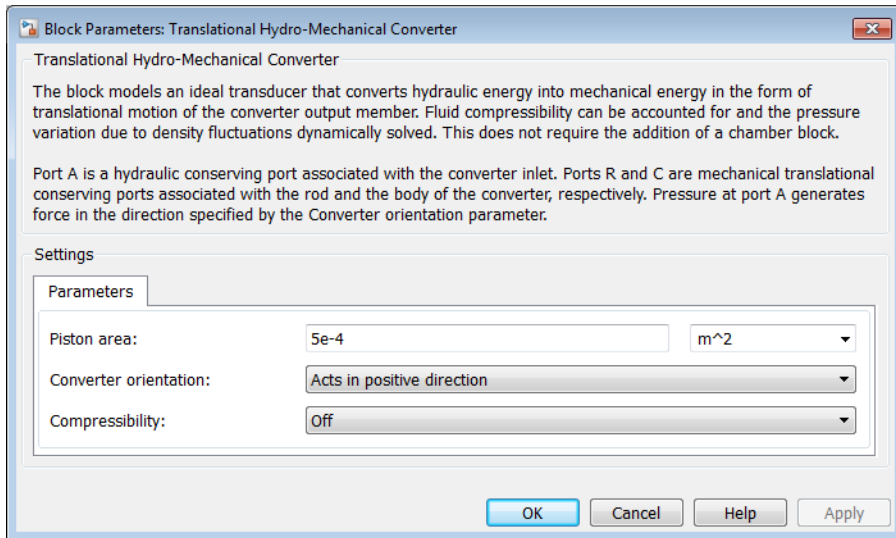 Block Parameters: Translational Hydro-Mechanical Converter
Translational Hydro-Mechanical Converter
The block models an ideal transducer that converts hydraulic energy into mechanical energy in the form of
translational motion of the converter output member. Fluid compressibility can be accounted for and the pressure
variation due to density fluctuations dynamically solved. This does not require the addition of a chamber block.
Port A is a hydraulic conserving port associated with the converter inlet. Ports R and C are mechanical translational
conserving ports associated with the rod and the body of the converter, respectively. Pressure at port A generates
force in the direction specified by the Converter orientation parameter.
Settings
Parameters
Piston area: 5e-4 m^2
Converter orientation: Acts in positive direction
Compressibility: Off
OK Cancel Help Apply